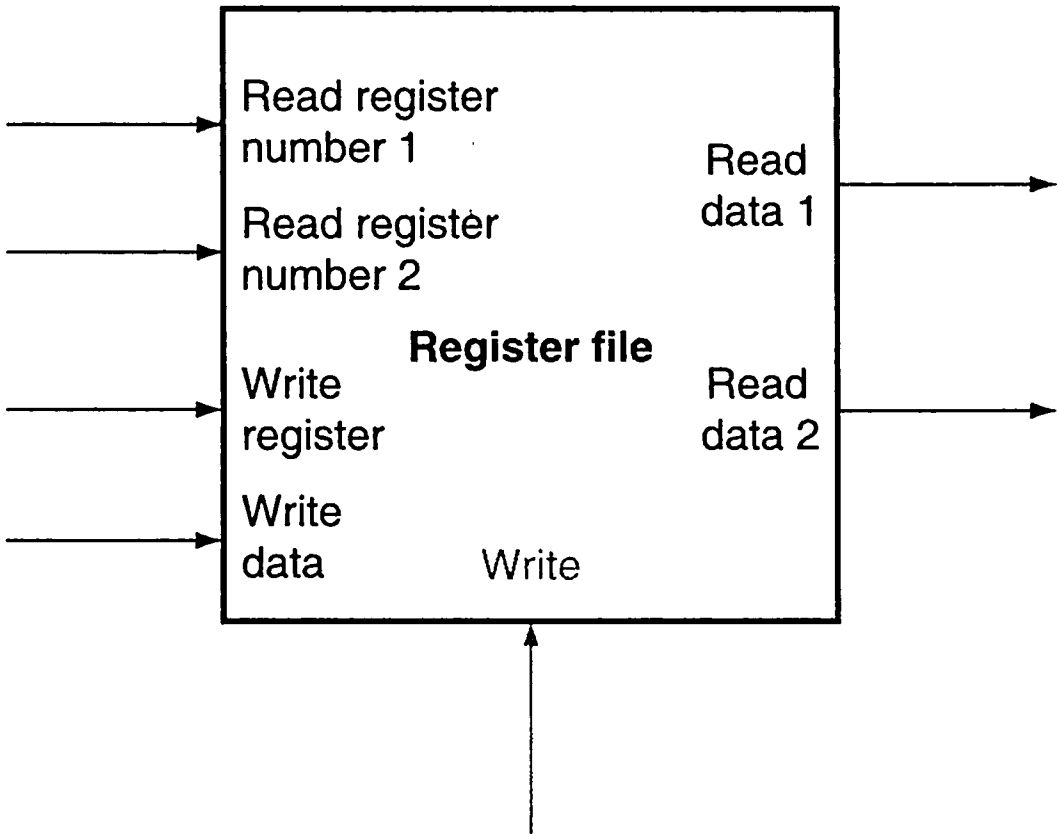 Read register
number 1
Read register
number 2
Register file
Write
register
Write
data
Write
Read
data 1
Read
data 2